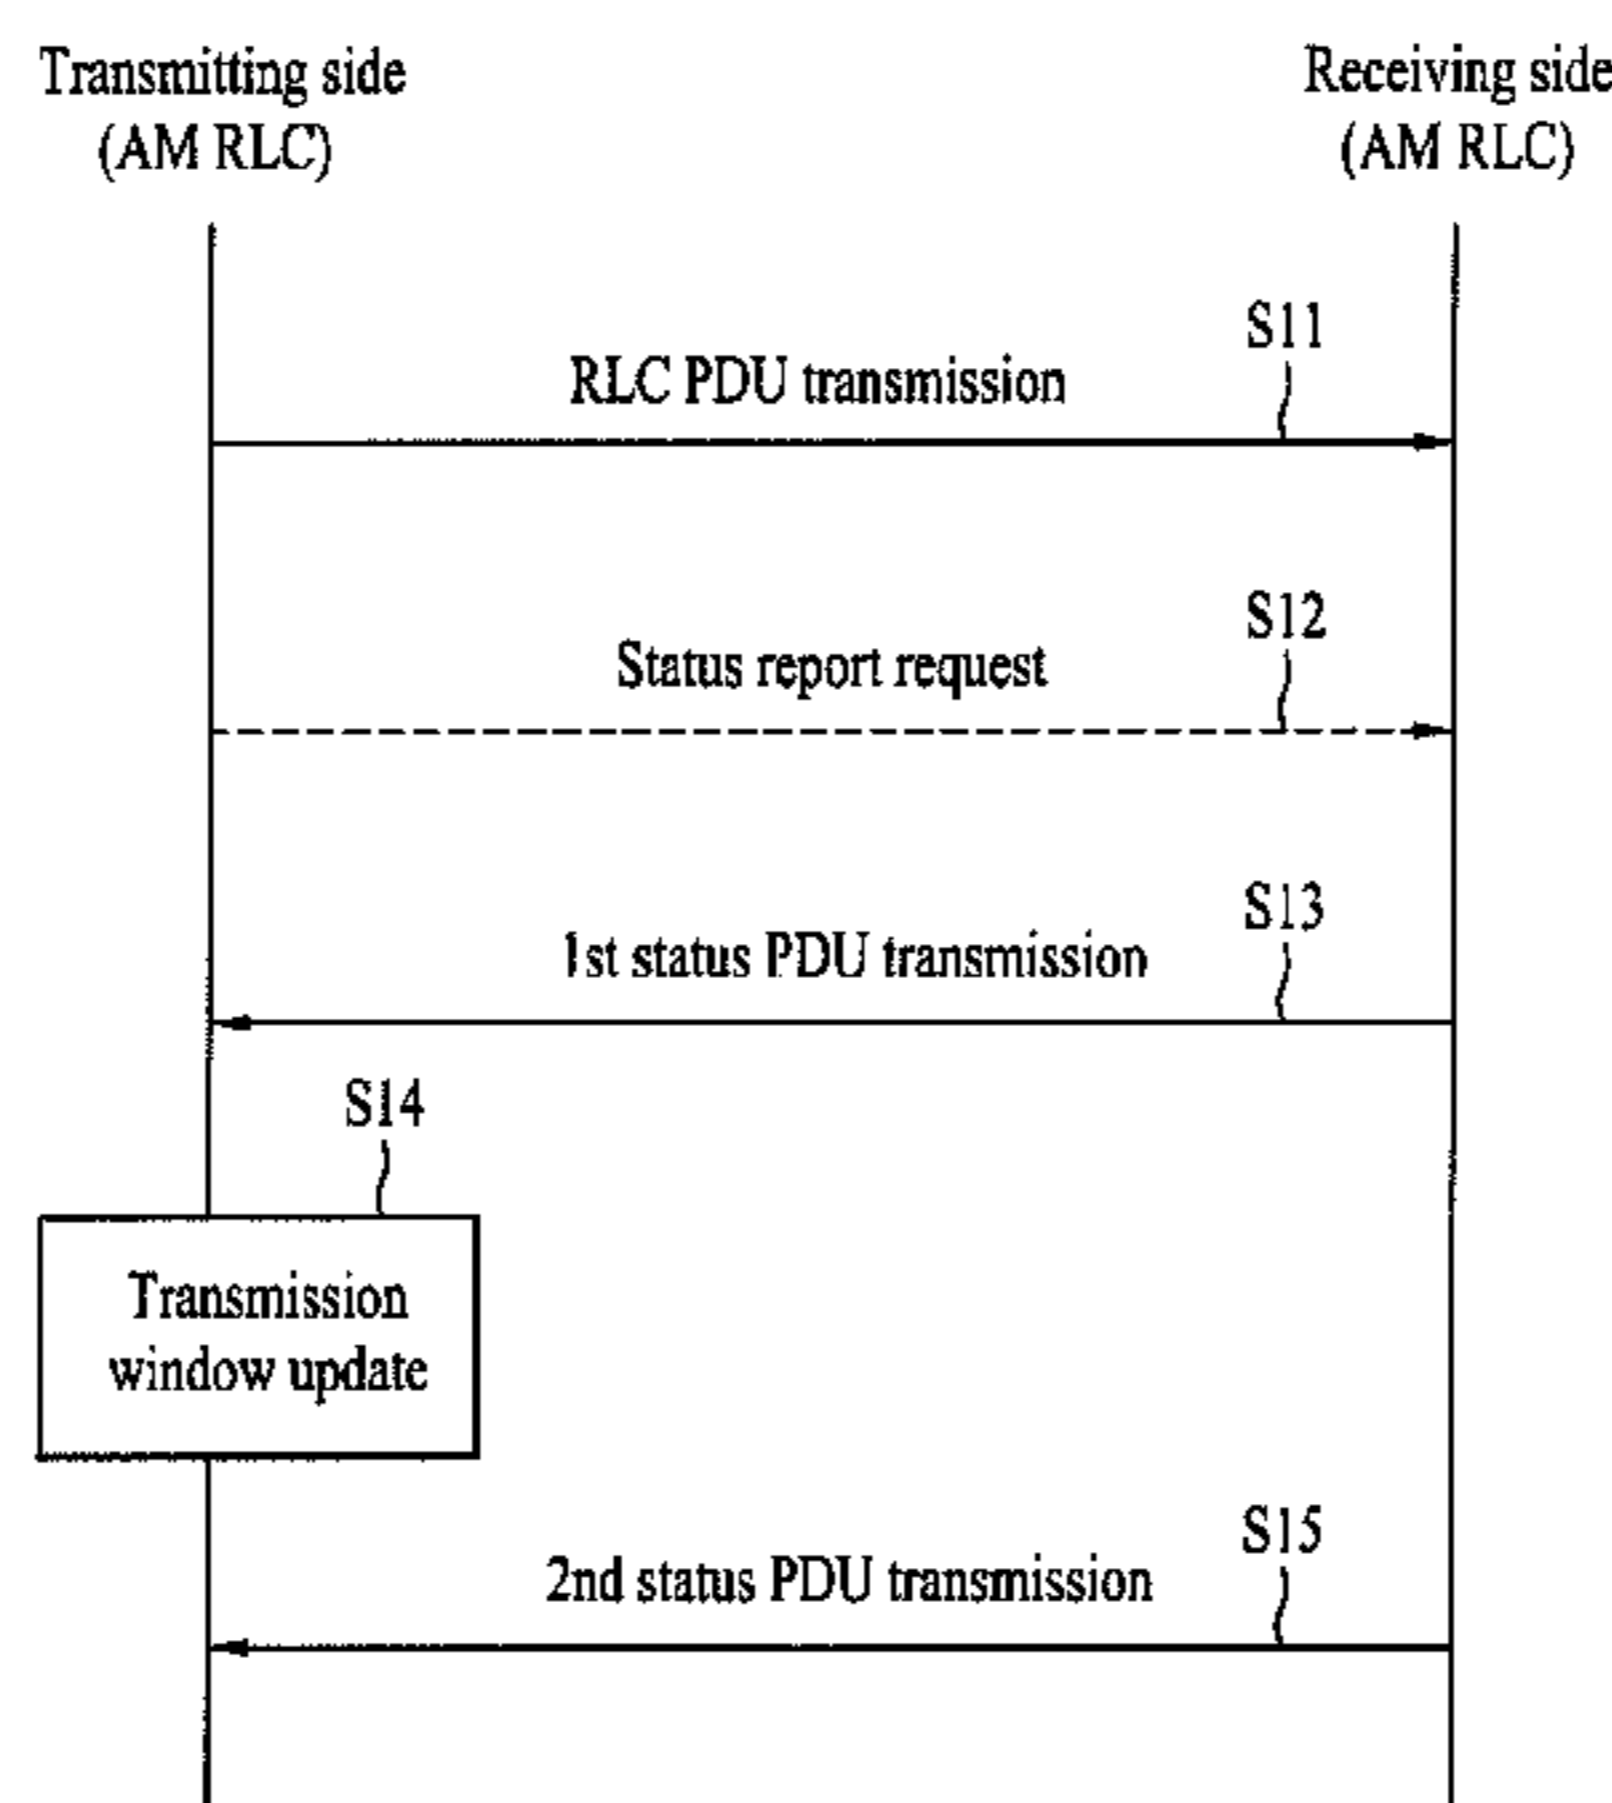 Transmitting side
(AM RLC)
Receiving side
(AM RLC)
S11
RLC PDU transmission
S12
Status report request
S13
1st status PDU transmission
S14
Transmission
window update
S15
2nd status PDU transmission